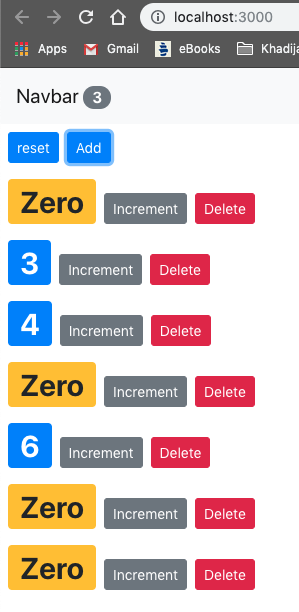 localhost:3000
Apps Gmail eBooks Khadija
Navbar 3
reset Add
Zero Increment Delete
3 Increment Delete
4 Increment Delete
Zero Increment Delete
6 Increment Delete
Zero Increment Delete
Zero Increment Delete